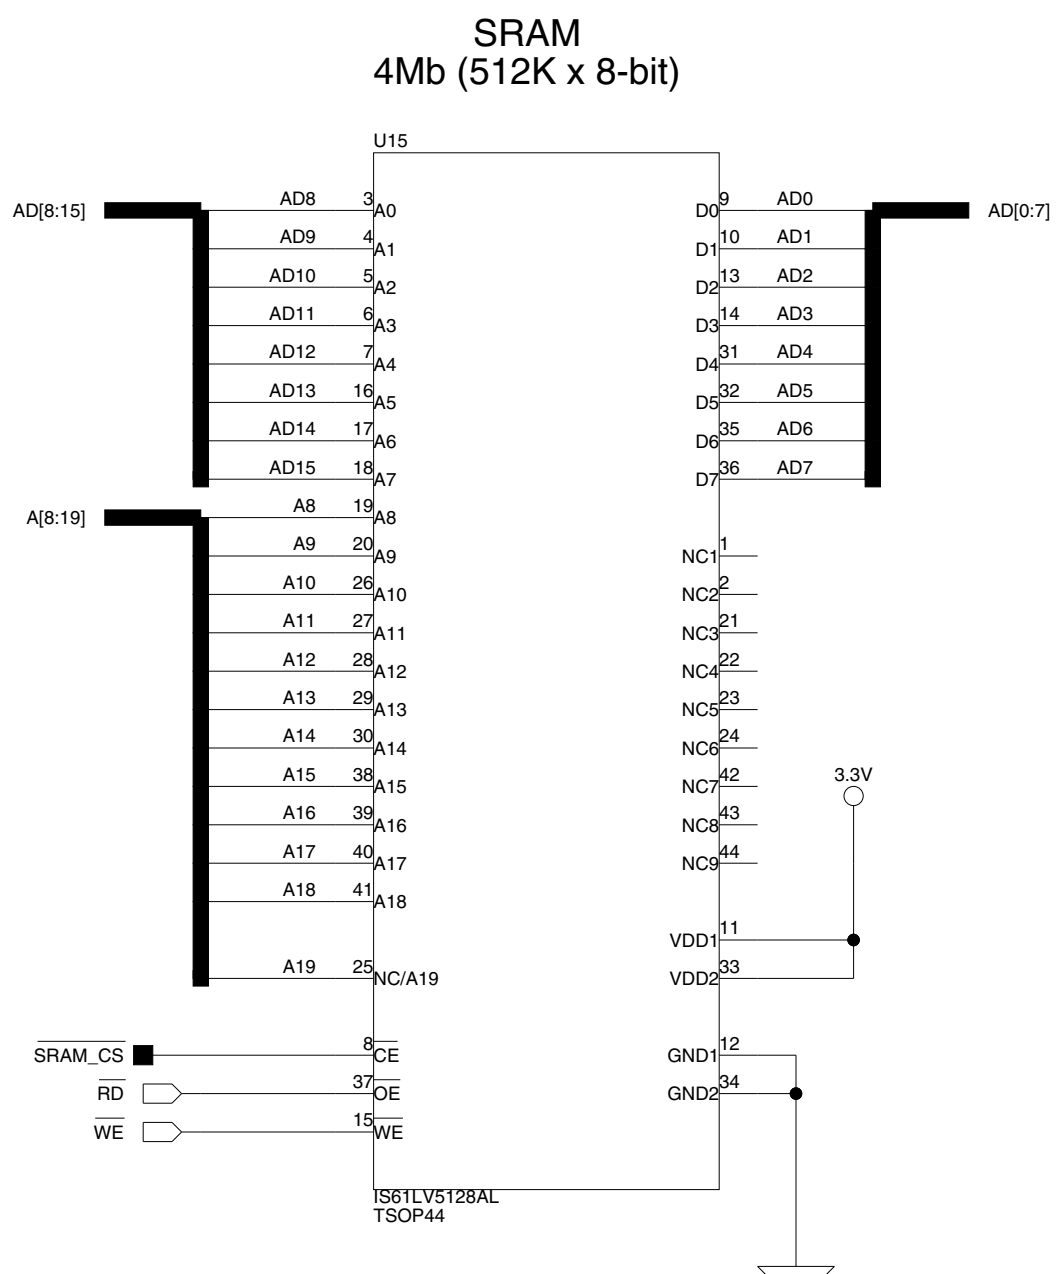 SRAM
4Mb (512K x 8-bit)
U15
AD[8:15] AD8 3 A0 D0 9 AD0 AD[0:7]
AD9 4 A1 D1 10 AD1
AD10 5 A2 D2 13 AD2
AD11 6 A3 D3 14 AD3
AD12 7 A4 D4 31 AD4
AD13 16 A5 D5 32 AD5
AD14 17 A6 D6 35 AD6
AD15 18 A7 D7 36 AD7
A[8:19] A8 19 A8
A9 20 A9 NC1 1
A10 26 A10 NC2 2
A11 27 A11 NC3 21
A12 28 A12 NC4 22
A13 29 A13 NC5 23
A14 30 A14 NC6 24
A15 38 A15 NC7 42 3.3V
A16 39 A16 NC8 43
A17 40 A17 NC9 44
A18 41 A18
VDD1 11
A19 25 NC/A19 VDD2 33
SRAM_CS 8 CE GND1 12
RD 37 OE GND2 34
WE 15 WE
IS61LV5128AL
TSOP44